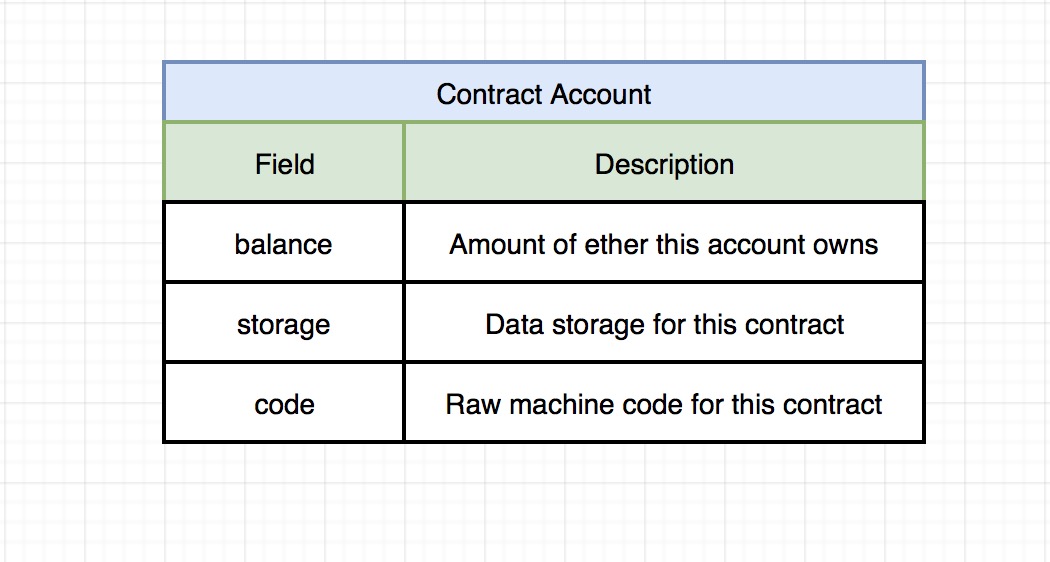 Contract Account
Field Description
balance Amount of ether this account owns
storage Data storage for this contract
code Raw machine code for this contract